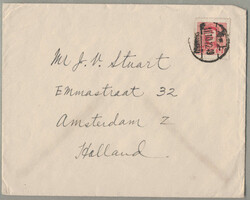 Mr J. V. Stuart
Emmastraat 32
Amsterdam Z
Holland.